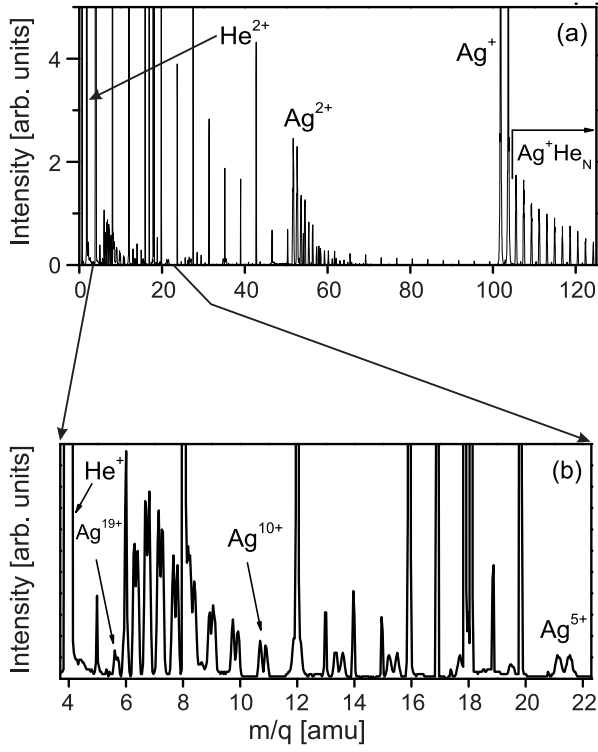 (a)
Intensity [arb. units]
He²⁺
Ag²⁺
Ag⁺
Ag⁺He_N
4
2
0
0 20 40 60 80 100 120
(b)
Intensity [arb. units]
He⁺
Ag¹⁹⁺
Ag¹⁰⁺
Ag⁵⁺
4 6 8 10 12 14 16 18 20 22
m/q [amu]